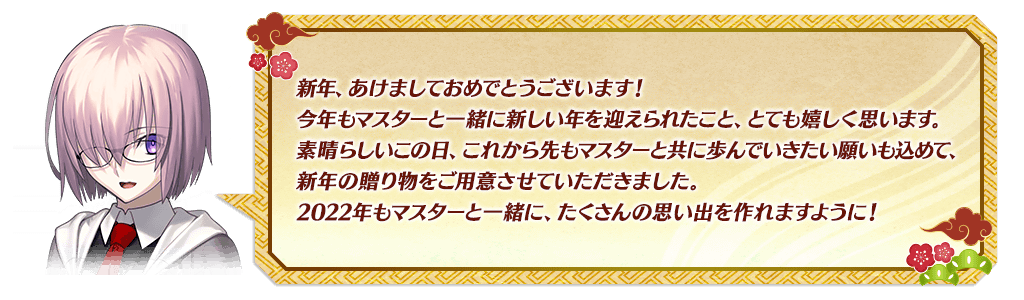 新年、あけましておめでとうございます！
今年もマスターと一緒に新しい年を迎えられたこと、とても嬉しく思います。
素晴らしいこの日、これから先もマスターと共に歩んでいきたい願いも込めて、
新年の贈り物をご用意させていただきました。
2022年もマスターと一緒に、たくさんの思い出を作れますように！